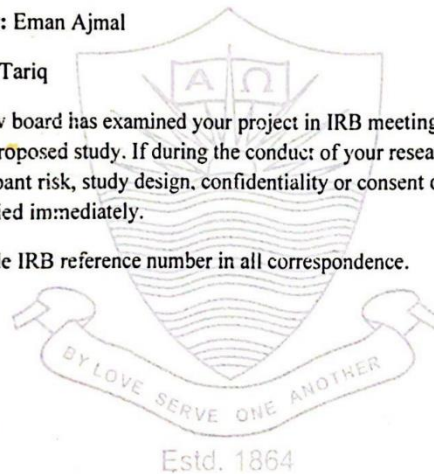 : Eman Ajmal
Tariq
v board has examined your project in IRB meeting
roposed study. If during the conduct of your resea
pant risk, study design, confidentiality or consent
ied immediately.
le IRB reference number in all correspondence.
A Ω
BY LOVE SERVE ONE ANOTHER
Estd. 1864